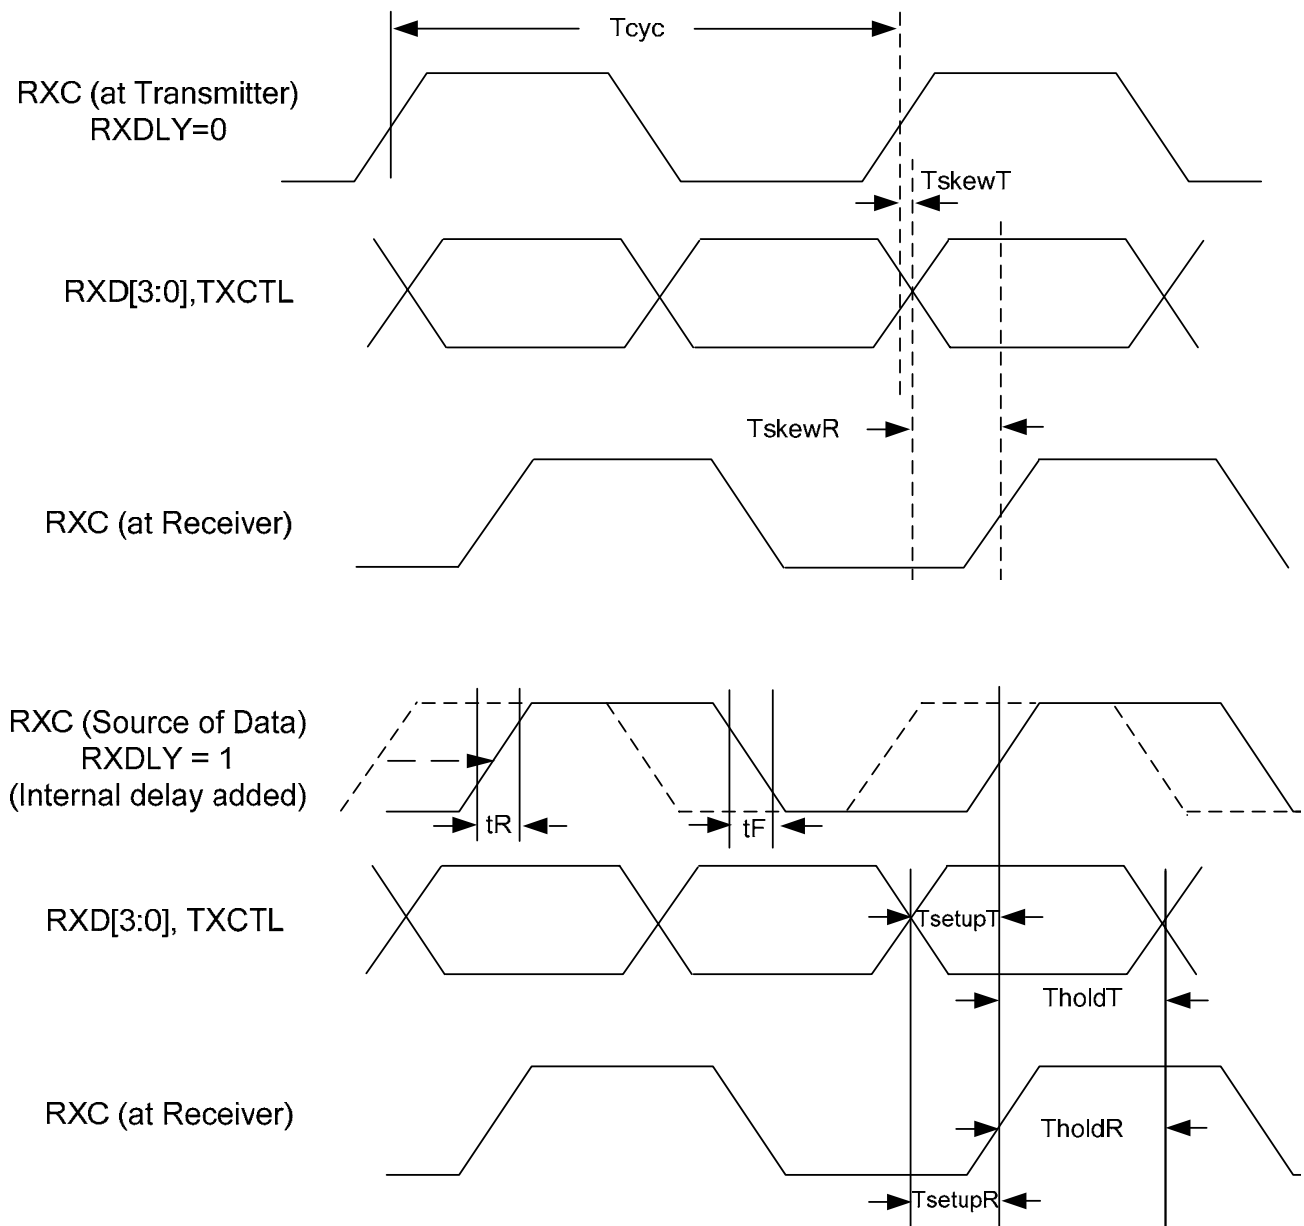 Tcyc
RXC (at Transmitter)
RXDLY=0
TskewT
RXD[3:0],TXCTL
TskewR
RXC (at Receiver)
RXC (Source of Data)
RXDLY = 1
(Internal delay added)
tR
tF
RXD[3:0], TXCTL
TsetupT
TholdT
RXC (at Receiver)
TholdR
TsetupR